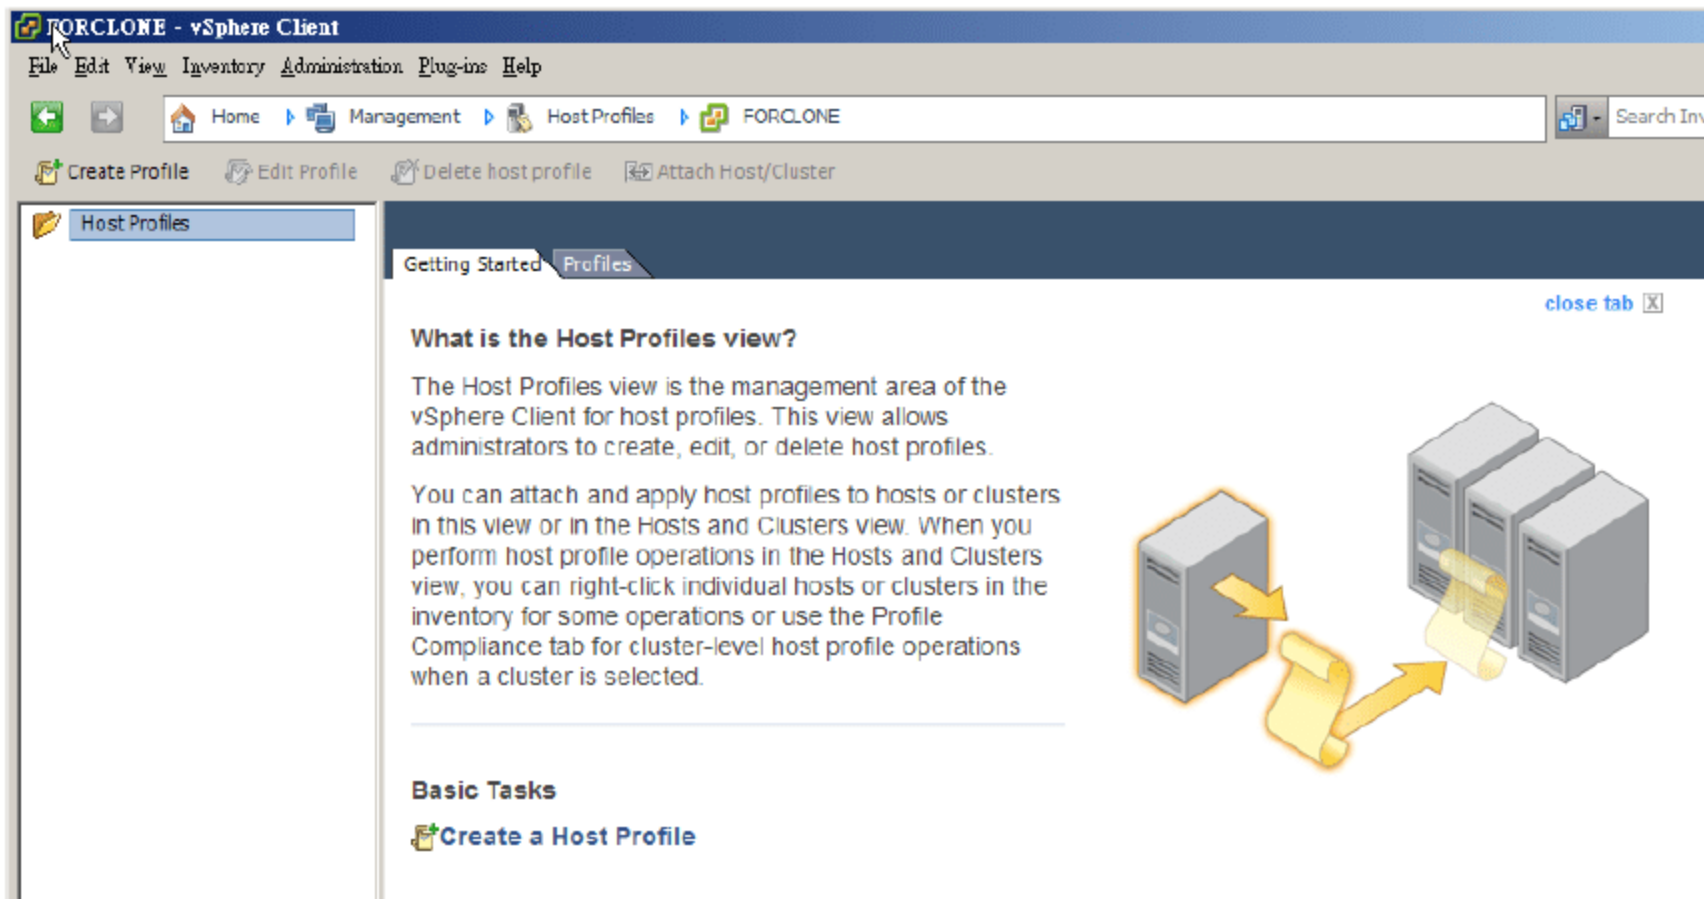 FORCLONE - vSphere Client
File Edit View Inventory Administration Plug-ins Help
Home Management Host Profiles FORCLONE
Search Inv
Create Profile Edit Profile Delete host profile Attach Host/Cluster
Host Profiles
Getting Started Profiles
close tab X
What is the Host Profiles view?
The Host Profiles view is the management area of the
vSphere Client for host profiles. This view allows
administrators to create, edit, or delete host profiles.
You can attach and apply host profiles to hosts or clusters
in this view or in the Hosts and Clusters view. When you
perform host profile operations in the Hosts and Clusters
view, you can right-click individual hosts or clusters in the
inventory for some operations or use the Profile
Compliance tab for cluster-level host profile operations
when a cluster is selected.
Basic Tasks
Create a Host Profile